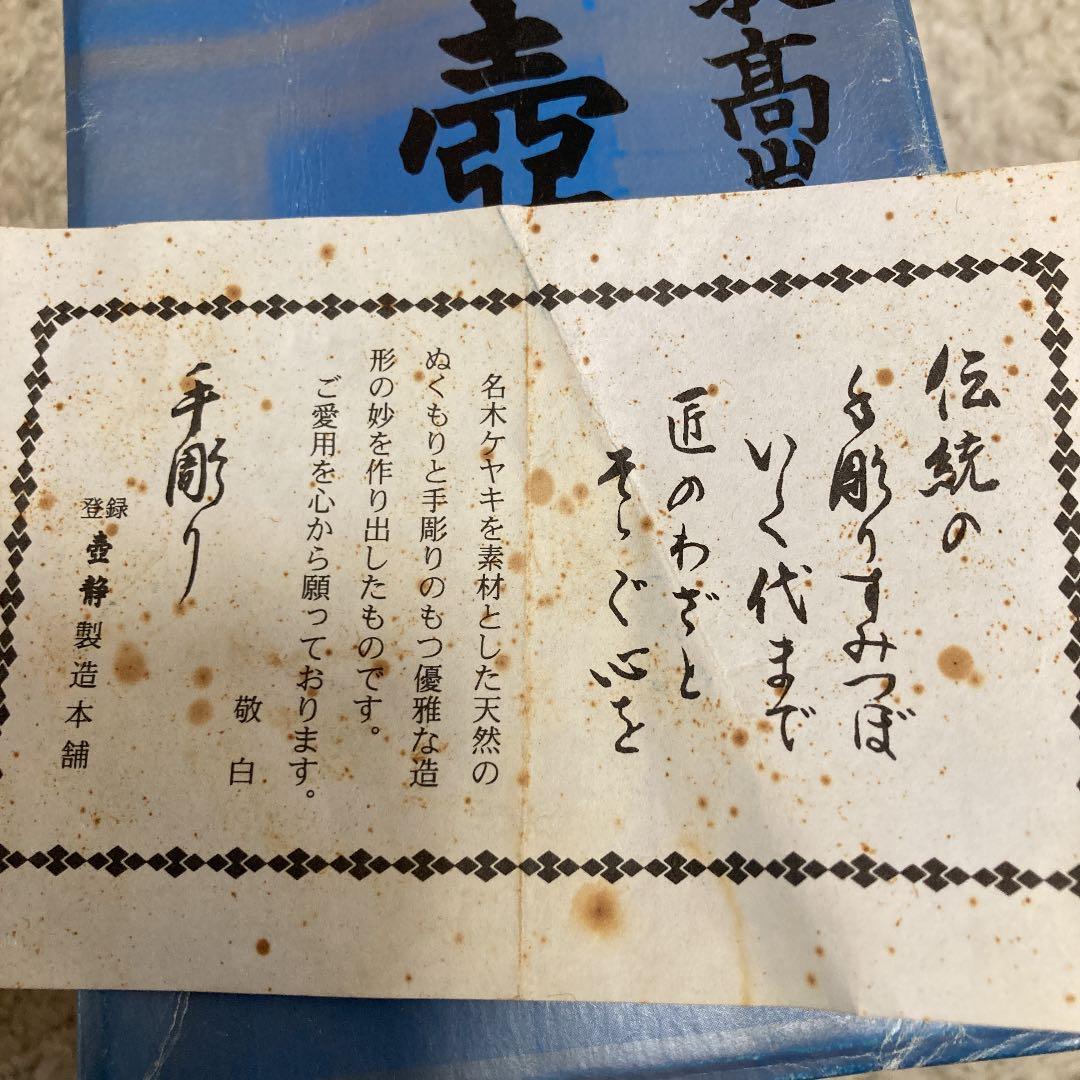 高
壺
伝統の
手彫りすみつぼ
いく代まで
匠のわざと
そゝぐ心を
名木ケヤキを素材とした天然の
ぬくもりと手彫りのもつ優雅な造
形の妙を作り出したものです。
ご愛用を心から願っております。
敬白
手彫り
登録 壺静製造本舗